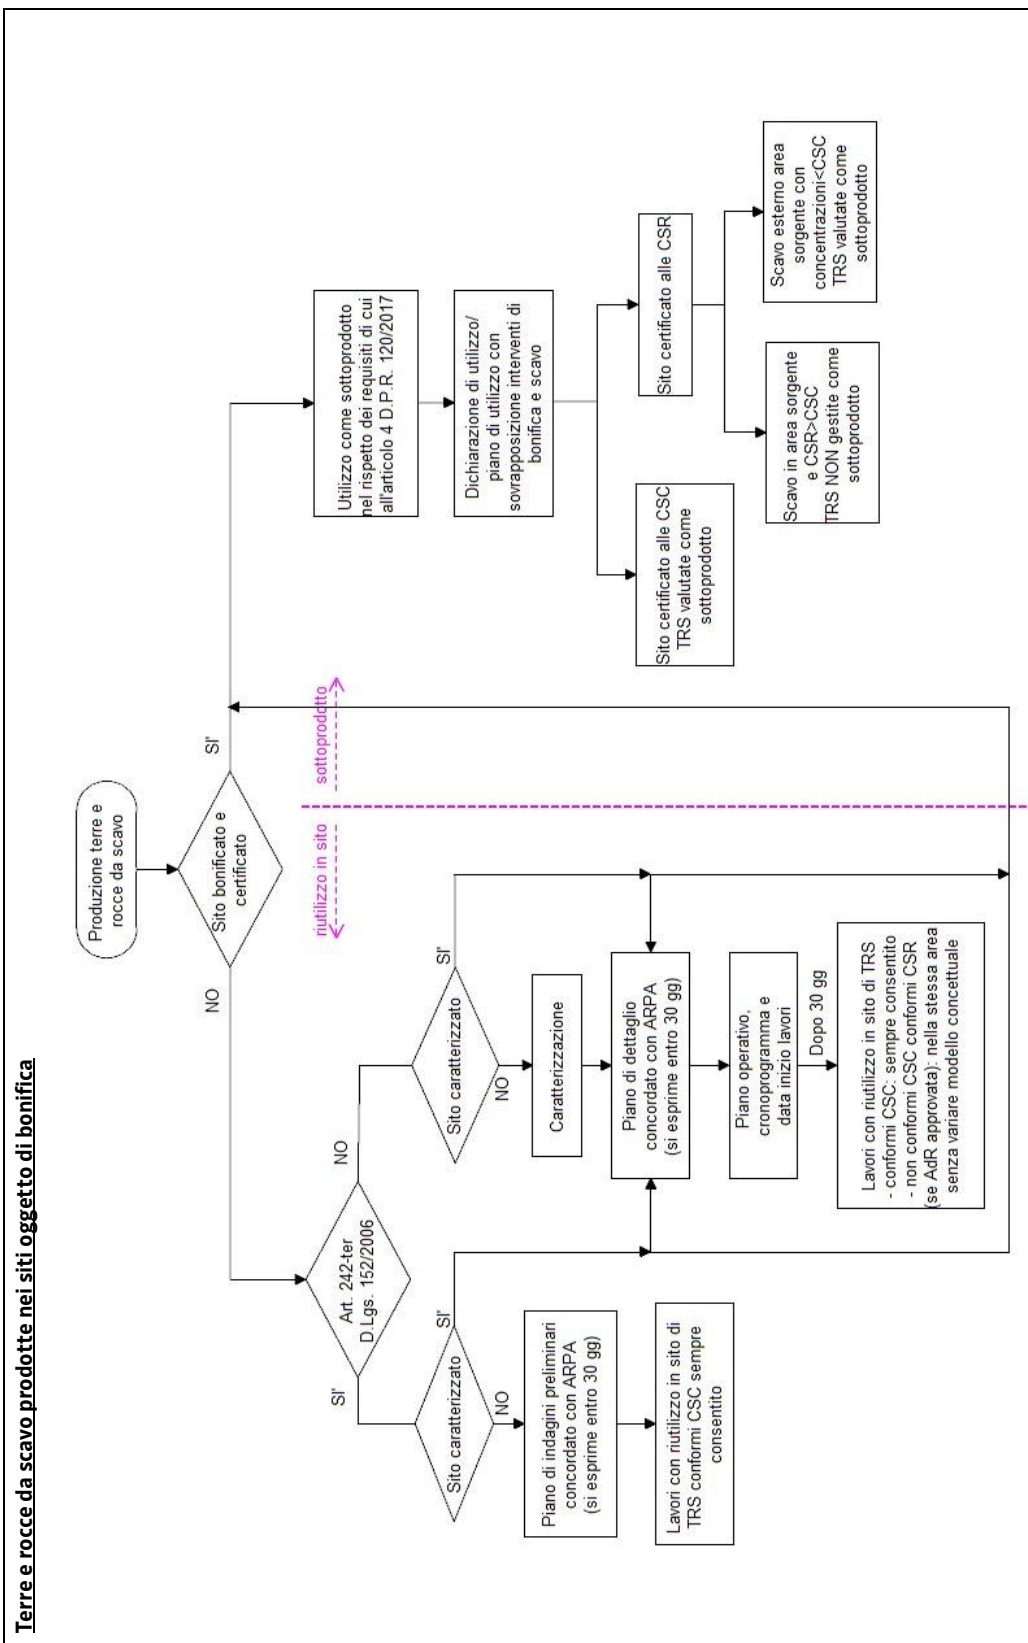 Terre e rocce da scavo prodotte nei siti oggetto di bonifica
Produzione terre e
rocce da scavo
Sito bonificato e
certificato
NO
SI'
riutilizzo in sito
sottoprodotto
Art. 242-ter
D.Lgs. 152/2006
SI'
NO
Sito caratterizzato
SI'
NO
Piano di indagini preliminari
concordato con ARPA
(si esprime entro 30 gg)
Lavori con riutilizzo in sito di
TRS conformi CSC sempre
consentito
Sito caratterizzato
SI'
NO
Caratterizzazione
Piano di dettaglio
concordato con ARPA
(si esprime entro 30 gg)
Piano operativo,
cronoprogramma e
data inizio lavori
Dopo 30 gg
Lavori con riutilizzo in sito di TRS
- conformi CSC: sempre consentito
- non conformi CSC conformi CSR
(se AdR approvata): nella stessa area
senza variare modello concettuale
Utilizzo come sottoprodotto
nel rispetto dei requisiti di cui
all'articolo 4 D.P.R. 120/2017
Dichiarazione di utilizzo/
piano di utilizzo con
sovrapposizione interventi di
bonifica e scavo
Sito certificato alle CSC
TRS valutate come
sottoprodotto
Sito certificato alle CSR
Scavo in area sorgente
e CSR>CSC
TRS NON gestite come
sottoprodotto
Scavo esterno area
sorgente con
concentrazioni<CSC
TRS valutate come
sottoprodotto